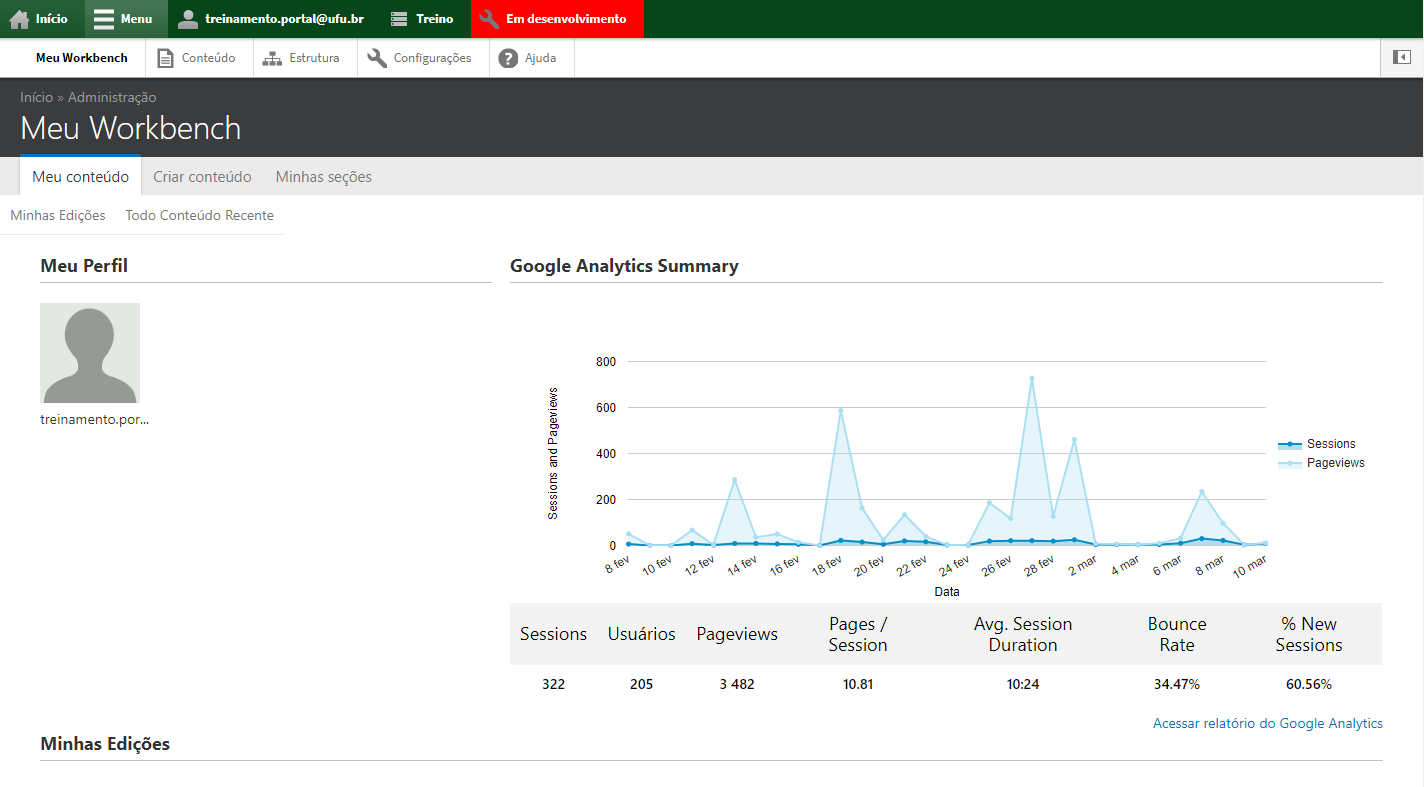 Início Menu treinamento.portal@ufu.br Treino Em desenvolvimento
Meu Workbench Conteúdo Estrutura Configurações Ajuda
Início » Administração
Meu Workbench
Meu conteúdo Criar conteúdo Minhas seções
Minhas Edições Todo Conteúdo Recente
Meu Perfil
treinamento.por...
Google Analytics Summary
Sessions and Pageviews
800
600
400
200
0
8 fev 10 fev 12 fev 14 fev 16 fev 18 fev 20 fev 22 fev 24 fev 26 fev 28 fev 2 mar 4 mar 6 mar 8 mar 10 mar
Data
Sessions
Pageviews
Sessions Usuários Pageviews Pages / Session Avg. Session Duration Bounce Rate % New Sessions
322 205 3 482 10.81 10:24 34.47% 60.56%
Acessar relatório do Google Analytics
Minhas Edições